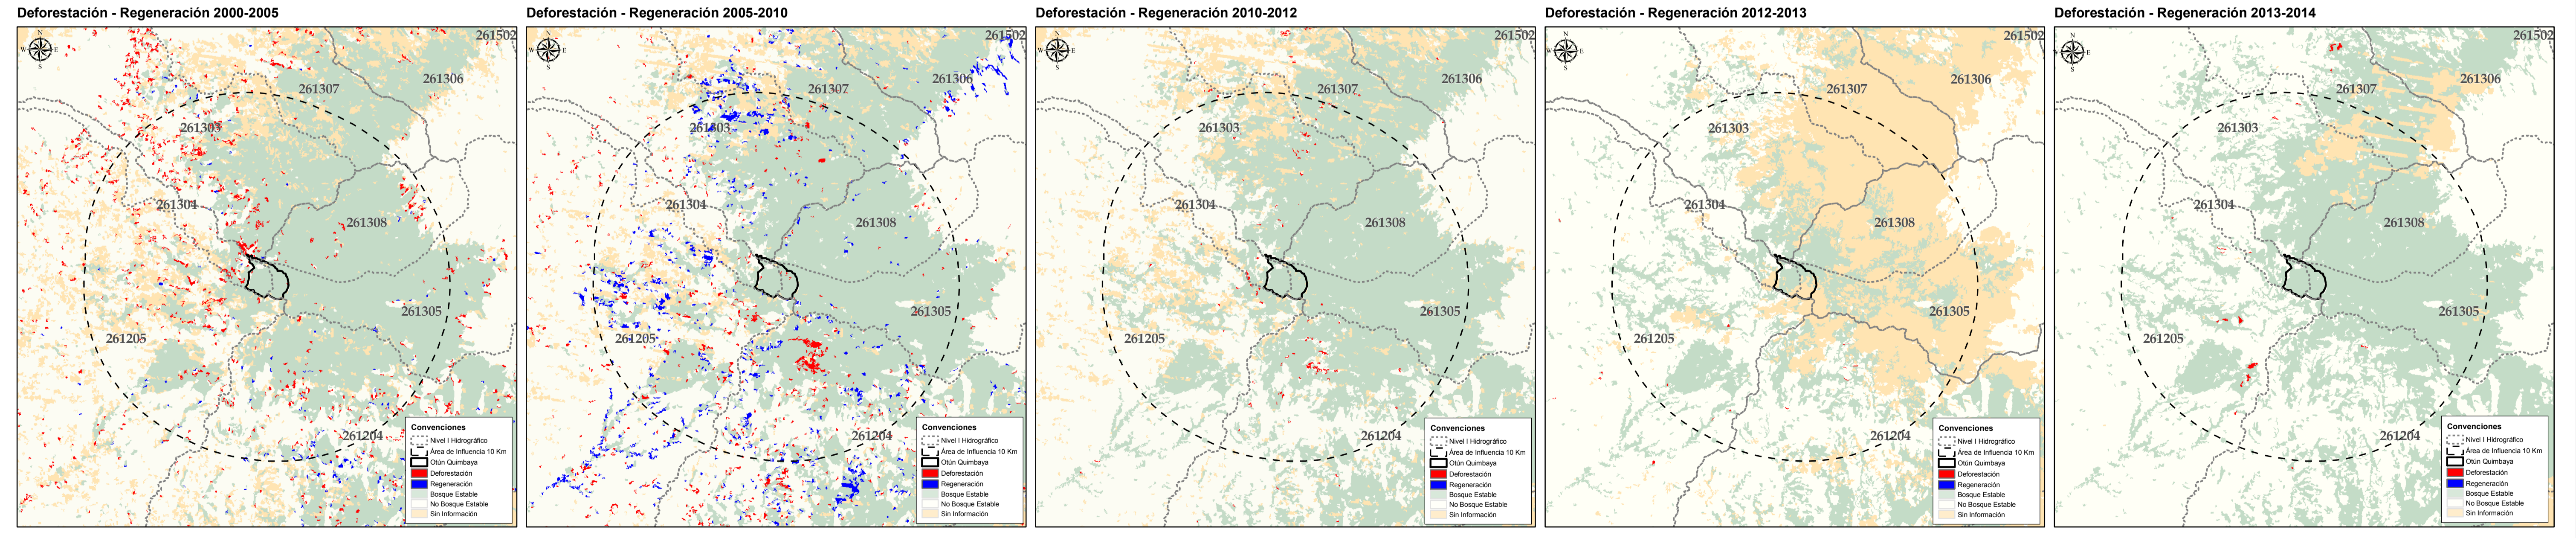 Deforestación - Regeneración 2000-2005
N
W E
S
261502
261306
261307
261303
261304
261308
261305
261205
261204
Convenciones
Nivel I Hidrográfico
Área de Influencia 10 Km
Otún Quimbaya
Deforestación
Regeneración
Bosque Estable
No Bosque Estable
Sin Información
Deforestación - Regeneración 2005-2010
N
W E
S
261502
261306
261307
261303
261304
261308
261305
261205
261204
Convenciones
Nivel I Hidrográfico
Área de Influencia 10 Km
Otún Quimbaya
Deforestación
Regeneración
Bosque Estable
No Bosque Estable
Sin Información
Deforestación - Regeneración 2010-2012
N
W E
S
261502
261306
261307
261303
261304
261308
261305
261205
261204
Convenciones
Nivel I Hidrográfico
Área de Influencia 10 Km
Otún Quimbaya
Deforestación
Regeneración
Bosque Estable
No Bosque Estable
Sin Información
Deforestación - Regeneración 2012-2013
N
W E
S
261502
261306
261307
261303
261304
261308
261305
261205
261204
Convenciones
Nivel I Hidrográfico
Área de Influencia 10 Km
Otún Quimbaya
Deforestación
Regeneración
Bosque Estable
No Bosque Estable
Sin Información
Deforestación - Regeneración 2013-2014
N
W E
S
261502
261306
261307
261303
261304
261308
261305
261205
261204
Convenciones
Nivel I Hidrográfico
Área de Influencia 10 Km
Otún Quimbaya
Deforestación
Regeneración
Bosque Estable
No Bosque Estable
Sin Información